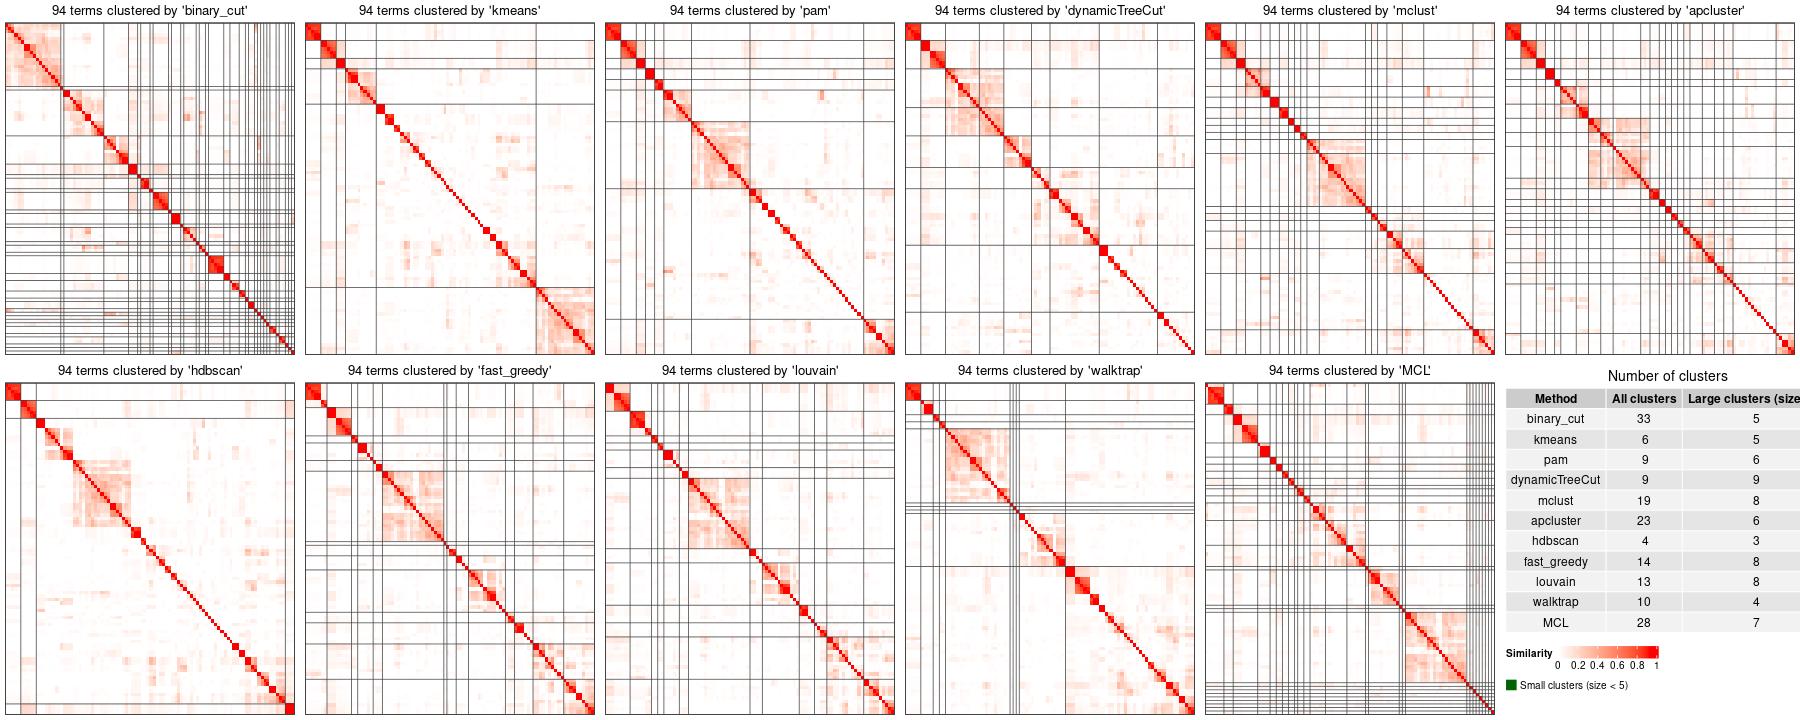 94 terms clustered by 'binary_cut'
94 terms clustered by 'kmeans'
94 terms clustered by 'pam'
94 terms clustered by 'dynamicTreeCut'
94 terms clustered by 'mclust'
94 terms clustered by 'apcluster'
94 terms clustered by 'hdbscan'
94 terms clustered by 'fast_greedy'
94 terms clustered by 'louvain'
94 terms clustered by 'walktrap'
94 terms clustered by 'MCL'
Number of clusters
Method All clusters Large clusters (size
binary_cut 33 5
kmeans 6 5
pam 9 6
dynamicTreeCut 9 9
mclust 19 8
apcluster 23 6
hdbscan 4 3
fast_greedy 14 8
louvain 13 8
walktrap 10 4
MCL 28 7
Similarity
0 0.2 0.4 0.6 0.8 1
Small clusters (size < 5)